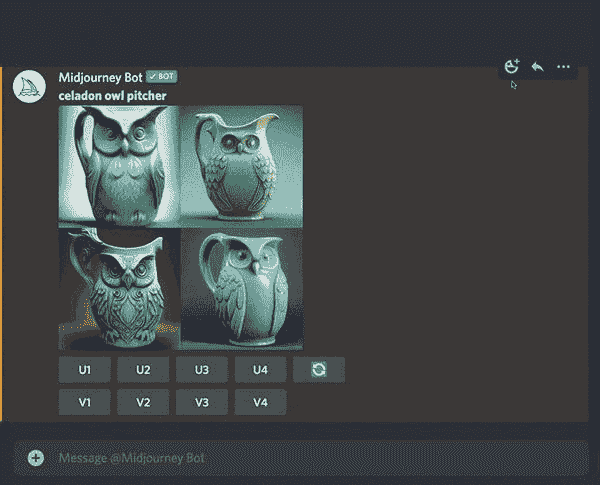 Midjourney Bot ✓ BOT
celadon owl pitcher
U1 U2 U3 U4
V1 V2 V3 V4
Message @Midjourney Bot